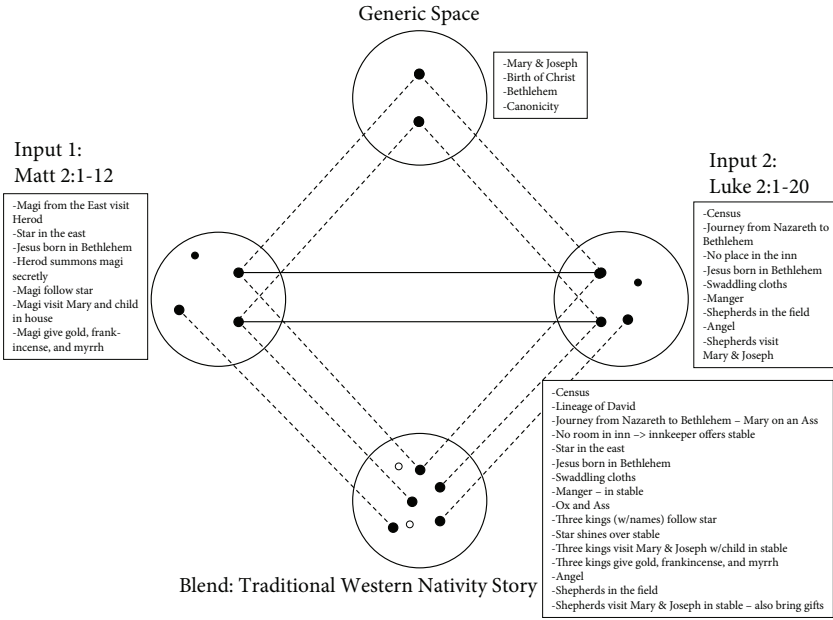 Generic Space
-Mary & Joseph
-Birth of Christ
-Bethlehem
-Canonicity
Input 1:
Matt 2:1-12
-Magi from the East visit
Herod
-Star in the east
-Jesus born in Bethlehem
-Herod summons magi
secretly
-Magi follow star
-Magi visit Mary and child
in house
-Magi give gold, frank-
incense, and myrrh
Input 2:
Luke 2:1-20
-Census
-Journey from Nazareth to
Bethlehem
-No place in the inn
-Jesus born in Bethlehem
-Swaddling cloths
-Manger
-Shepherds in the field
-Angel
-Shepherds visit
Mary & Joseph
Blend: Traditional Western Nativity Story
-Census
-Lineage of David
-Journey from Nazareth to Bethlehem – Mary on an Ass
-No room in inn –> innkeeper offers stable
-Star in the east
-Jesus born in Bethlehem
-Swaddling cloths
-Manger – in stable
-Ox and Ass
-Three kings (w/names) follow star
-Star shines over stable
-Three kings visit Mary & Joseph w/child in stable
-Three kings give gold, frankincense, and myrrh
-Angel
-Shepherds in the field
-Shepherds visit Mary & Joseph in stable – also bring gifts